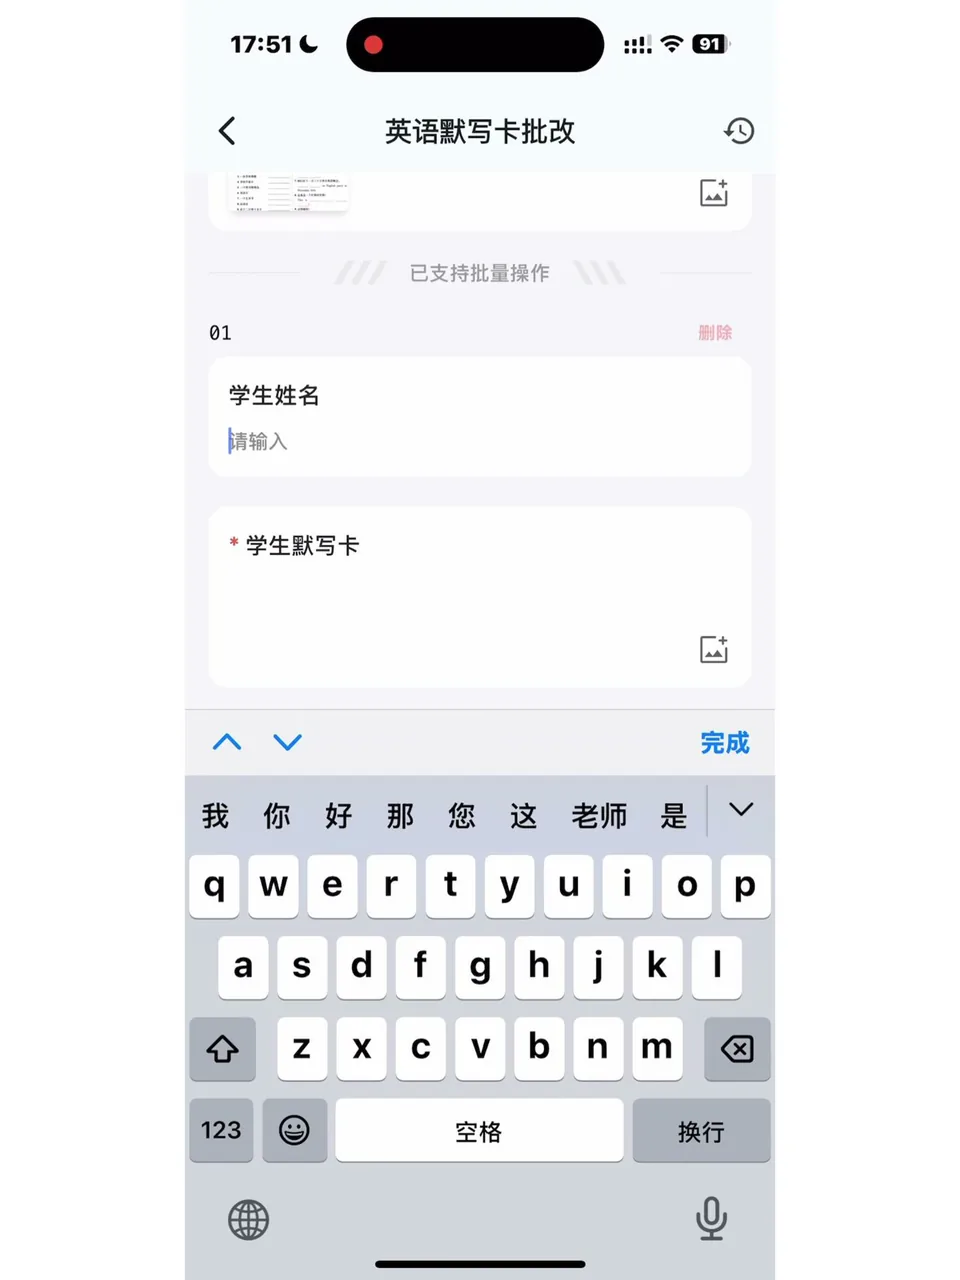 17:51
91
英语默写卡批改
已支持批量操作
01 删除
学生姓名
请输入
* 学生默写卡
完成
我 你 好 那 您 这 老师 是
q w e r t y u i o p
a s d f g h j k l
z x c v b n m
123 空格 换行